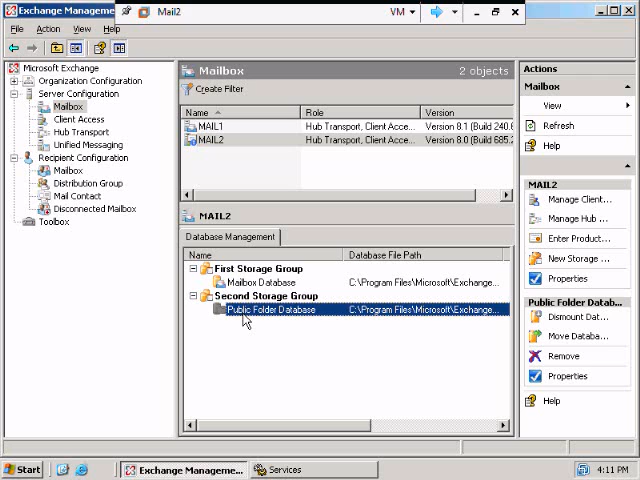 Exchange Management
Mail2
VM
File Action View Help
Microsoft Exchange
Organization Configuration
Server Configuration
Mailbox
Client Access
Hub Transport
Unified Messaging
Recipient Configuration
Mailbox
Distribution Group
Mail Contact
Disconnected Mailbox
Toolbox
Mailbox 2 objects
Create Filter
Name Role Version
MAIL1 Hub Transport, Client Acce... Version 8.1 (Build 240.6
MAIL2 Hub Transport, Client Acce... Version 8.0 (Build 685.2
MAIL2
Database Management
Name Database File Path
First Storage Group
Mailbox Database C:\Program Files\Microsoft\Exchange...
Second Storage Group
Public Folder Database C:\Program Files\Microsoft\Exchange...
Actions
Mailbox
View
Refresh
Help
MAIL2
Manage Client...
Manage Hub ...
Enter Product...
New Storage ...
Properties
Public Folder Datab...
Dismount Dat...
Move Databa...
Remove
Properties
Help
Start Exchange Manageme... Services 4:11 PM